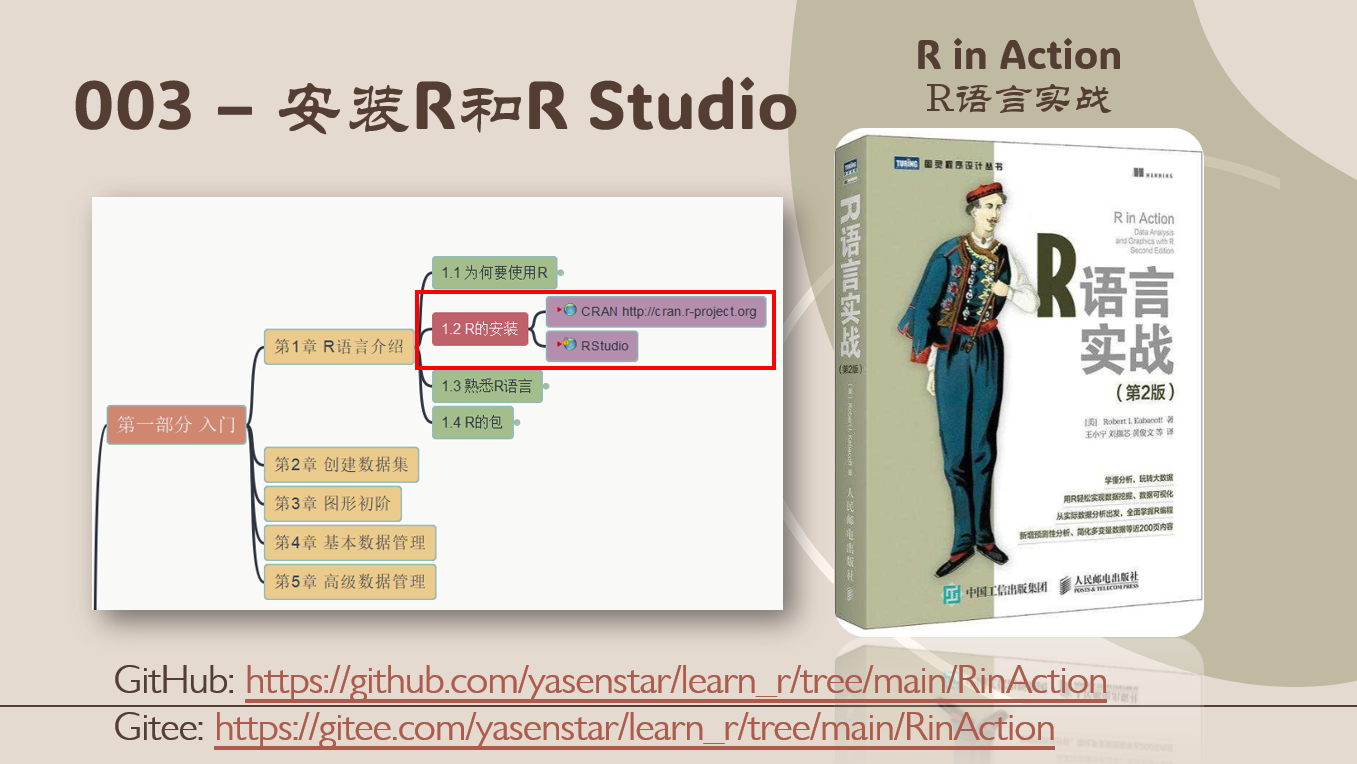 003 – 安装R和R Studio
R in Action
R语言实战
第一部分 入门
第1章 R语言介绍
1.1 为何要使用R
1.2 R的安装
CRAN http://cran.r-project.org
RStudio
1.3 熟悉R语言
1.4 R的包
第2章 创建数据集
第3章 图形初阶
第4章 基本数据管理
第5章 高级数据管理
TURING
图灵程序设计丛书
MANNING
R in Action
Data Analysis
and Graphics with R
Second Edition
R语言
实战
(第2版)
[美] Robert I. Kabacoff 著
王小宁 刘撷芯 黄俊文 等 译
学懂分析,玩转大数据
用R轻松实现数据挖掘、数据可视化
从实际数据分析出发,全面掌握R编程
新增预测性分析、简化多变量数据等近200页内容
中国工信出版集团
人民邮电出版社
POSTS & TELECOM PRESS
TURING
R语言实战
(第2版)
人民邮电出版社
GitHub: https://github.com/yasenstar/learn_r/tree/main/RinAction
Gitee: https://gitee.com/yasenstar/learn_r/tree/main/RinAction